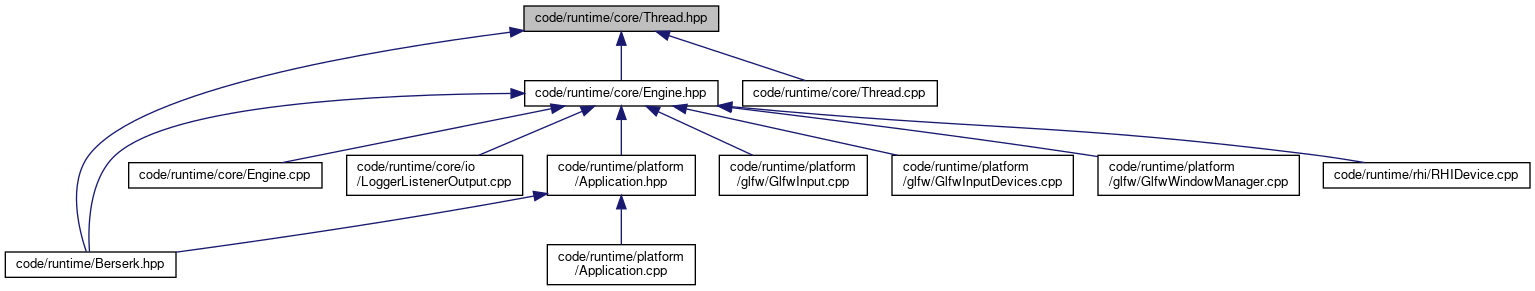 code/runtime/core/Thread.hpp
code/runtime/core/Engine.hpp
code/runtime/core/Thread.cpp
code/runtime/core/Engine.cpp
code/runtime/core/io
/LoggerListenerOutput.cpp
code/runtime/platform
/Application.hpp
code/runtime/platform
/glfw/GlfwInput.cpp
code/runtime/platform
/glfw/GlfwInputDevices.cpp
code/runtime/platform
/glfw/GlfwWindowManager.cpp
code/runtime/rhi/RHIDevice.cpp
code/runtime/Berserk.hpp
code/runtime/platform
/Application.cpp